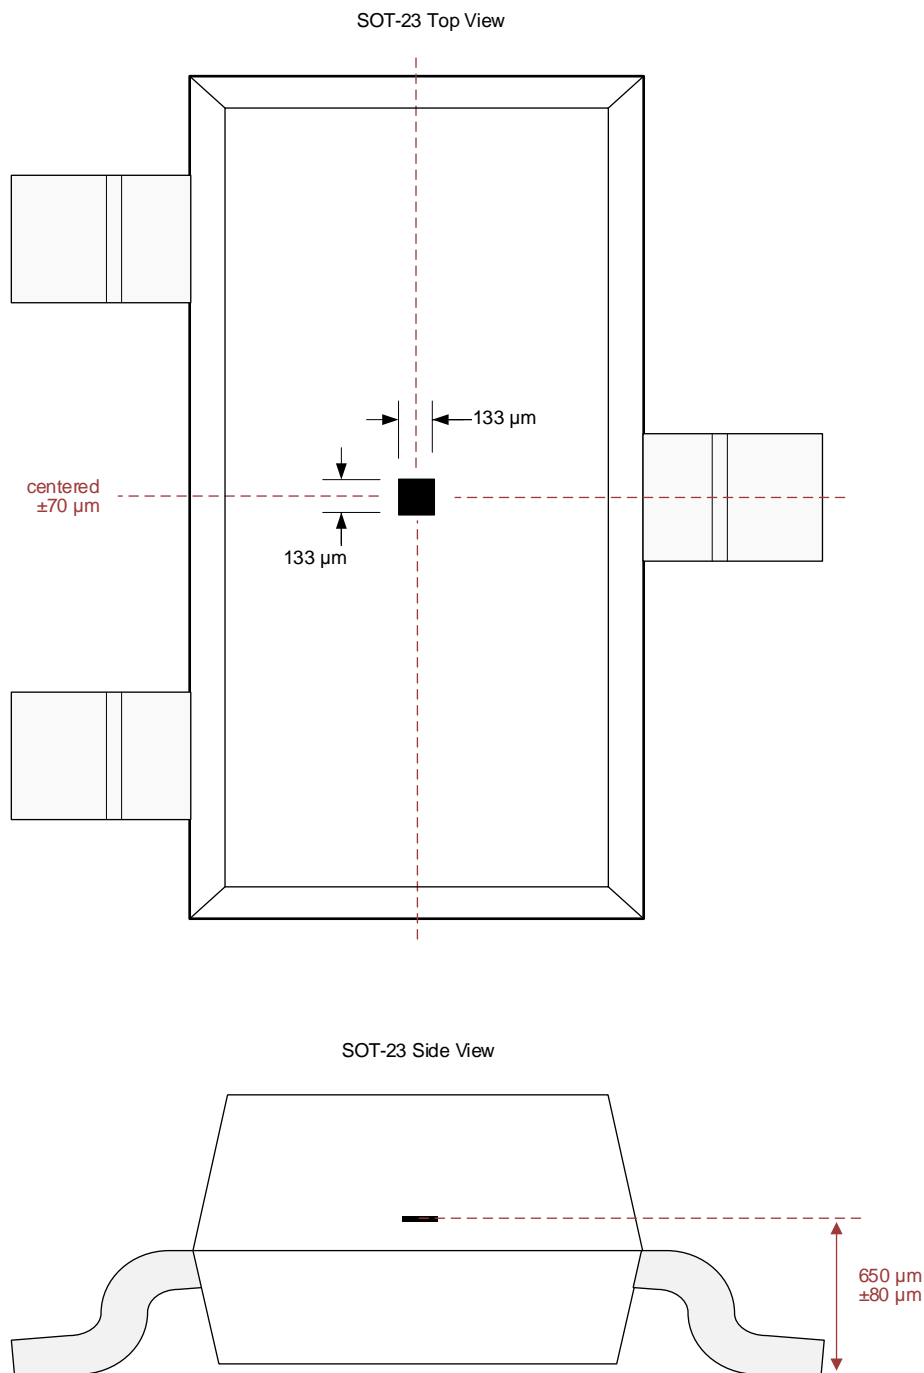 SOT-23 Top View
133 µm
centered
±70 µm
133 µm
SOT-23 Side View
650 µm
±80 µm